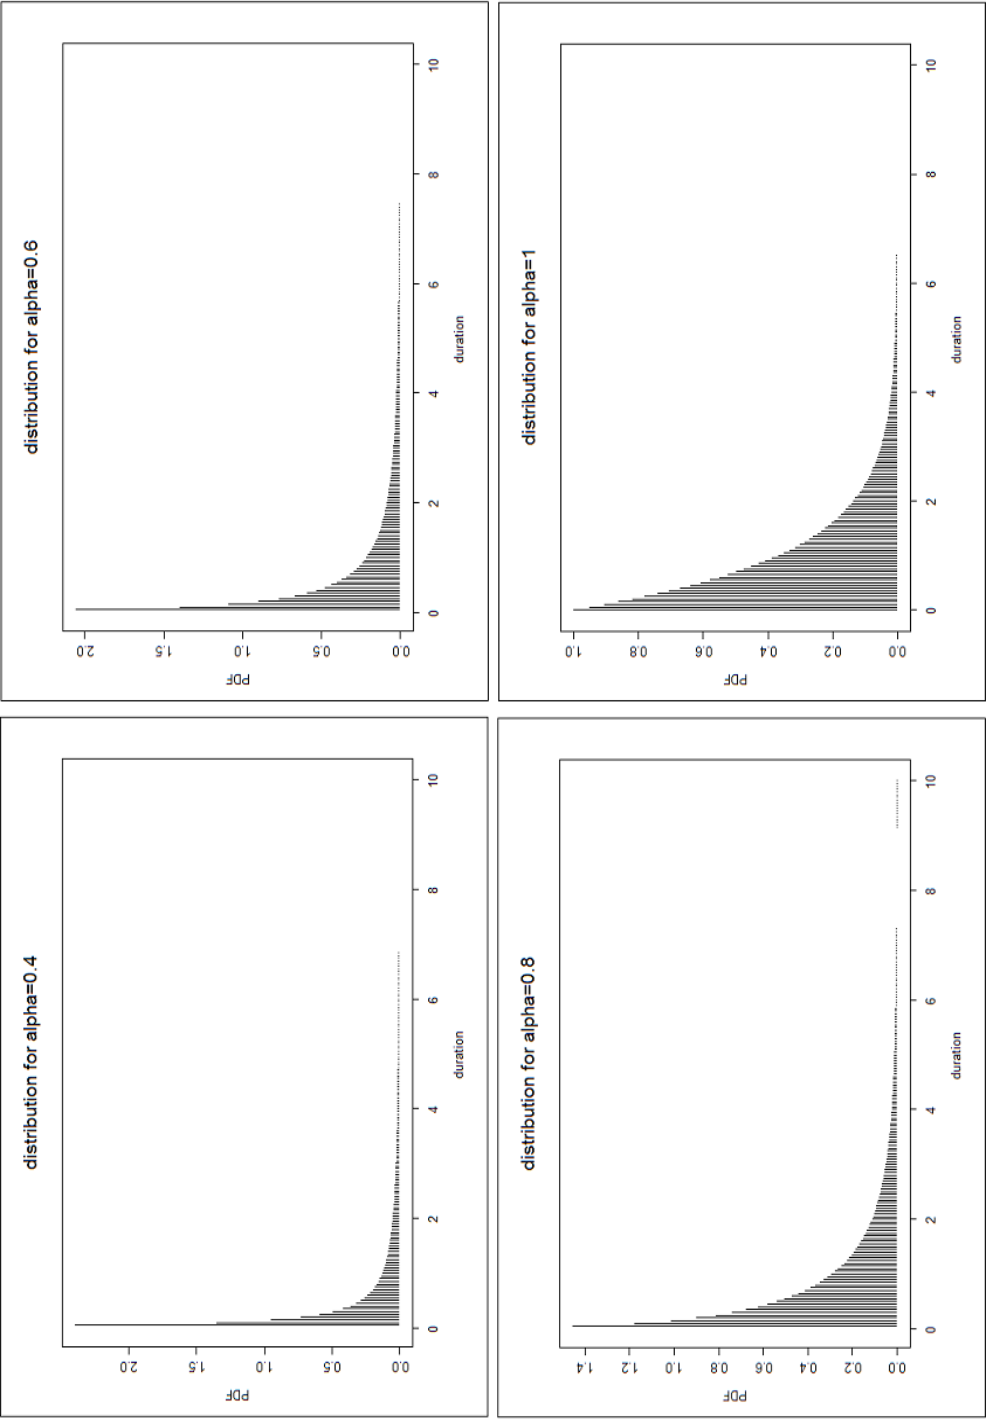 distribution for alpha=0.4
PDF
0.0 0.5 1.0 1.5 2.0
0 2 4 6 8 10
duration
distribution for alpha=0.6
PDF
0.0 0.5 1.0 1.5 2.0
0 2 4 6 8 10
duration
distribution for alpha=0.8
PDF
0.0 0.2 0.4 0.6 0.8 1.0 1.2 1.4
0 2 4 6 8 10
duration
distribution for alpha=1
PDF
0.0 0.2 0.4 0.6 0.8 1.0
0 2 4 6 8 10
duration